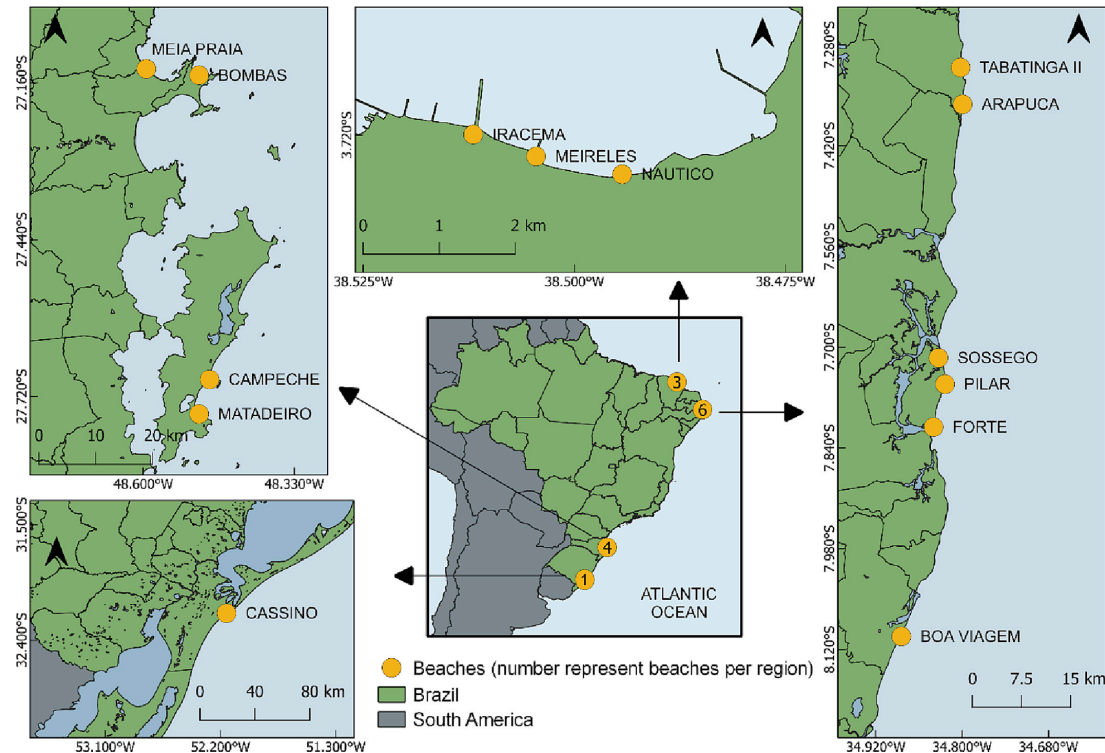 MEIA PRAIA
BOMBAS
CAMPECHE
MATADEIRO
27.160°S
27.440°S
27.720°S
0 10 20 km
48.600°W 48.330°W
IRACEMA
MEIRELES
NAUTICO
3.720°S
0 1 2 km
38.525°W 38.500°W 38.475°W
TABATINGA II
ARAPUCA
SOSSEGO
PILAR
FORTE
BOA VIAGEM
7.280°S
7.420°S
7.560°S
7.700°S
7.840°S
7.980°S
8.120°S
0 7.5 15 km
34.920°W 34.800°W 34.680°W
CASSINO
31.500°S
32.400°S
0 40 80 km
53.100°W 52.200°W 51.300°W
3
6
4
1
ATLANTIC
OCEAN
Beaches (number represent beaches per region)
Brazil
South America